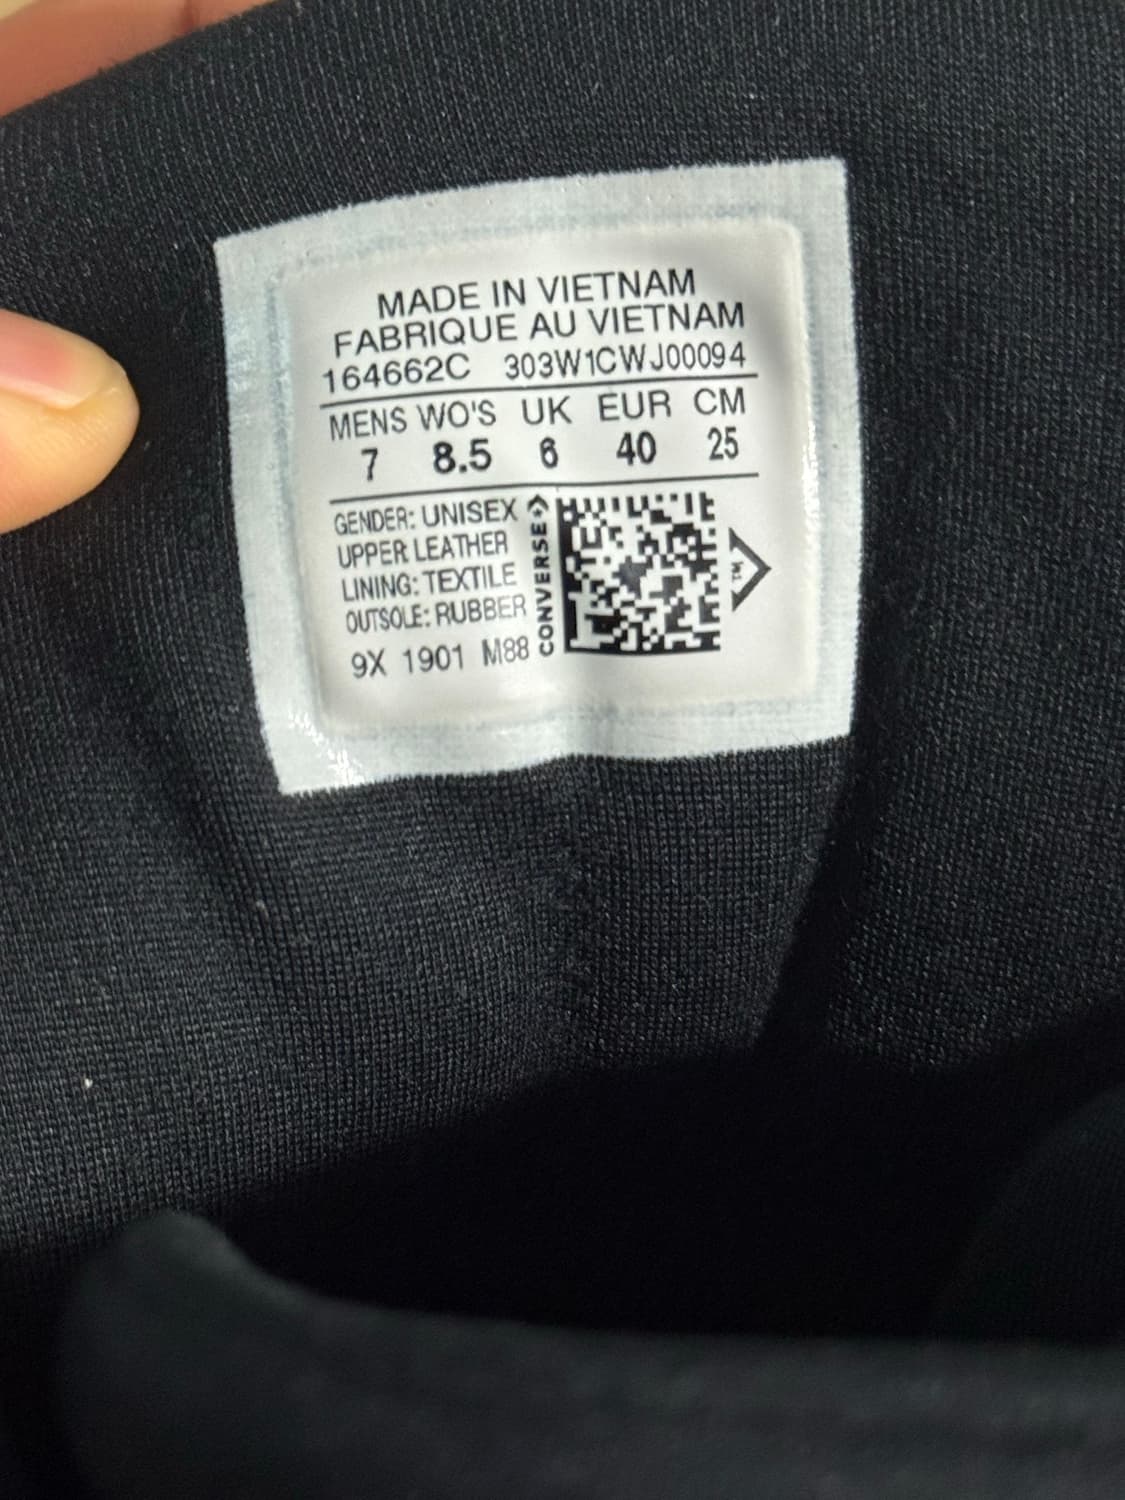 MADE IN VIETNAM
FABRIQUE AU VIETNAM
164662C 303W1CWJ00094
MENS WO'S UK EUR CM
7 8.5 6 40 25
GENDER: UNISEX
UPPER: LEATHER
LINING: TEXTILE
OUTSOLE: RUBBER
9X 1901 M88
CONVERSE